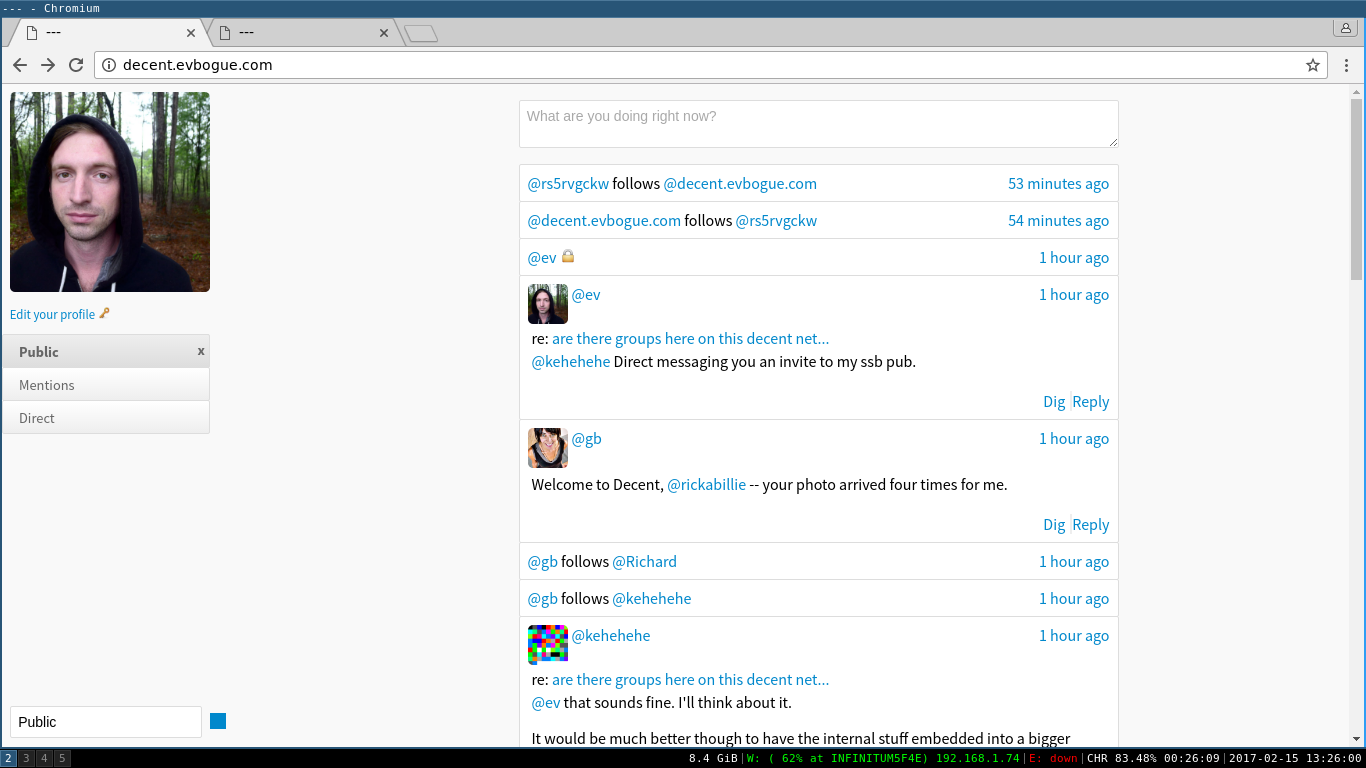 --- - Chromium
---
---
decent.evbogue.com
What are you doing right now?
@rs5rvgckw follows @decent.evbogue.com 53 minutes ago
@decent.evbogue.com follows @rs5rvgckw 54 minutes ago
@ev 1 hour ago
@ev 1 hour ago
re: are there groups here on this decent net...
@kehehehe Direct messaging you an invite to my ssb pub.
Dig Reply
@gb 1 hour ago
Welcome to Decent, @rickabillie -- your photo arrived four times for me.
Dig Reply
@gb follows @Richard 1 hour ago
@gb follows @kehehehe 1 hour ago
@kehehehe 1 hour ago
re: are there groups here on this decent net...
@ev that sounds fine. I'll think about it.
It would be much better though to have the internal stuff embedded into a bigger
Edit your profile
Public x
Mentions
Direct
Public
2 3 4 5 8.4 GiB|W: ( 62% at INFINITUM5F4E) 192.168.1.74|E: down|CHR 83.48% 00:26:09|2017-02-15 13:26:00